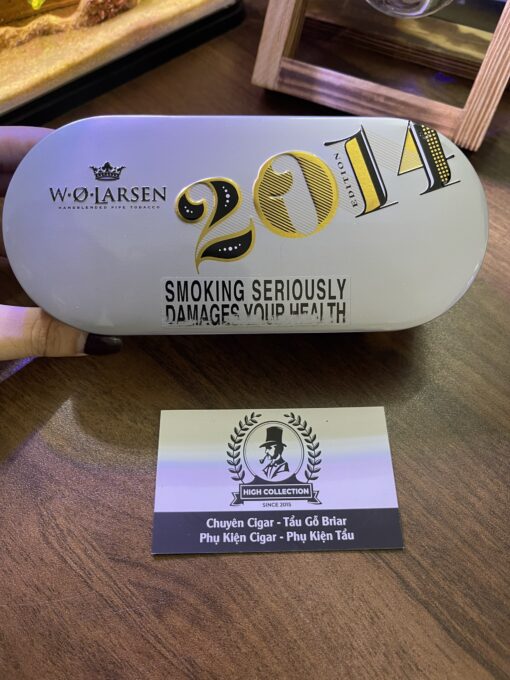 W·Ø·LARSEN
HANDBLENDED PIPE TOBACCO
2014
EDITION
SMOKING SERIOUSLY
DAMAGES YOUR HEALTH
HIGH COLLECTION
SINCE 2015
Chuyên Cigar - Tẩu Gỗ Briar
Phụ Kiện Cigar - Phụ Kiện Tẩu